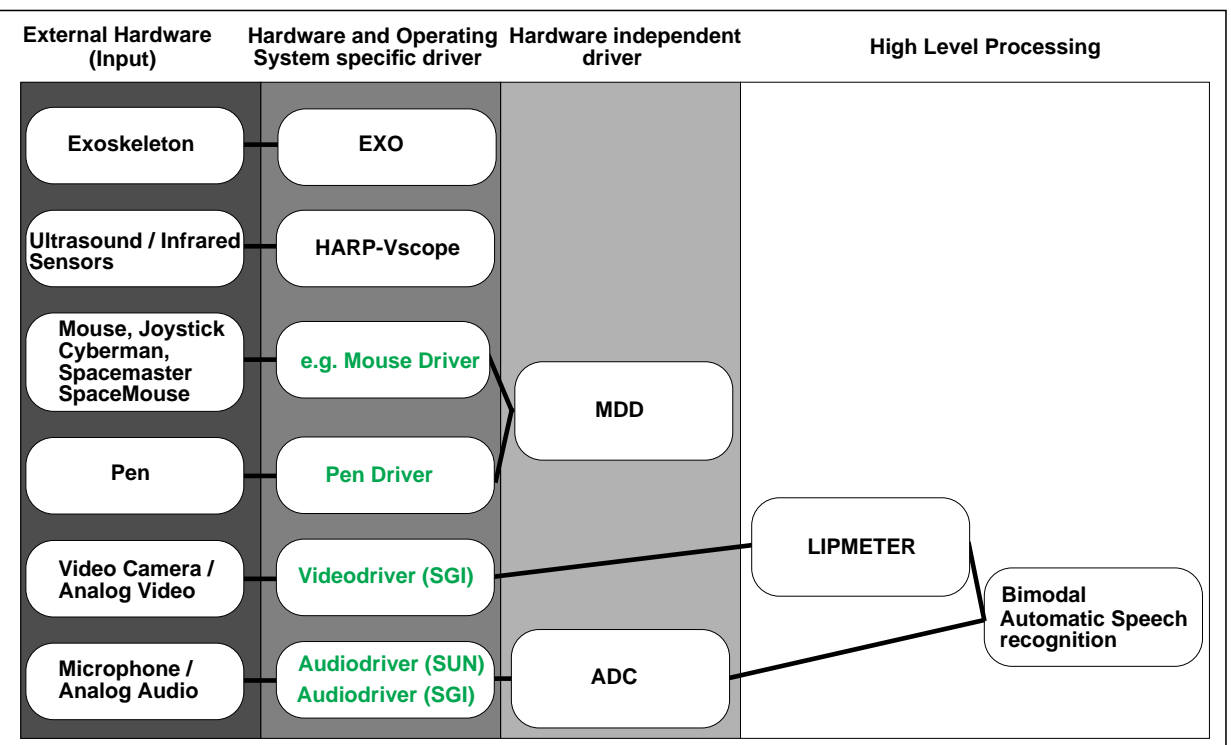 External Hardware
(Input)
Hardware and Operating
System specific driver
Hardware independent
driver
High Level Processing
Exoskeleton
EXO
Ultrasound / Infrared
Sensors
HARP-Vscope
Mouse, Joystick
Cyberman,
Spacemaster
SpaceMouse
e.g. Mouse Driver
MDD
Pen
Pen Driver
LIPMETER
Video Camera /
Analog Video
Videodriver (SGI)
Bimodal
Automatic Speech
recognition
Microphone /
Analog Audio
Audiodriver (SUN)
Audiodriver (SGI)
ADC